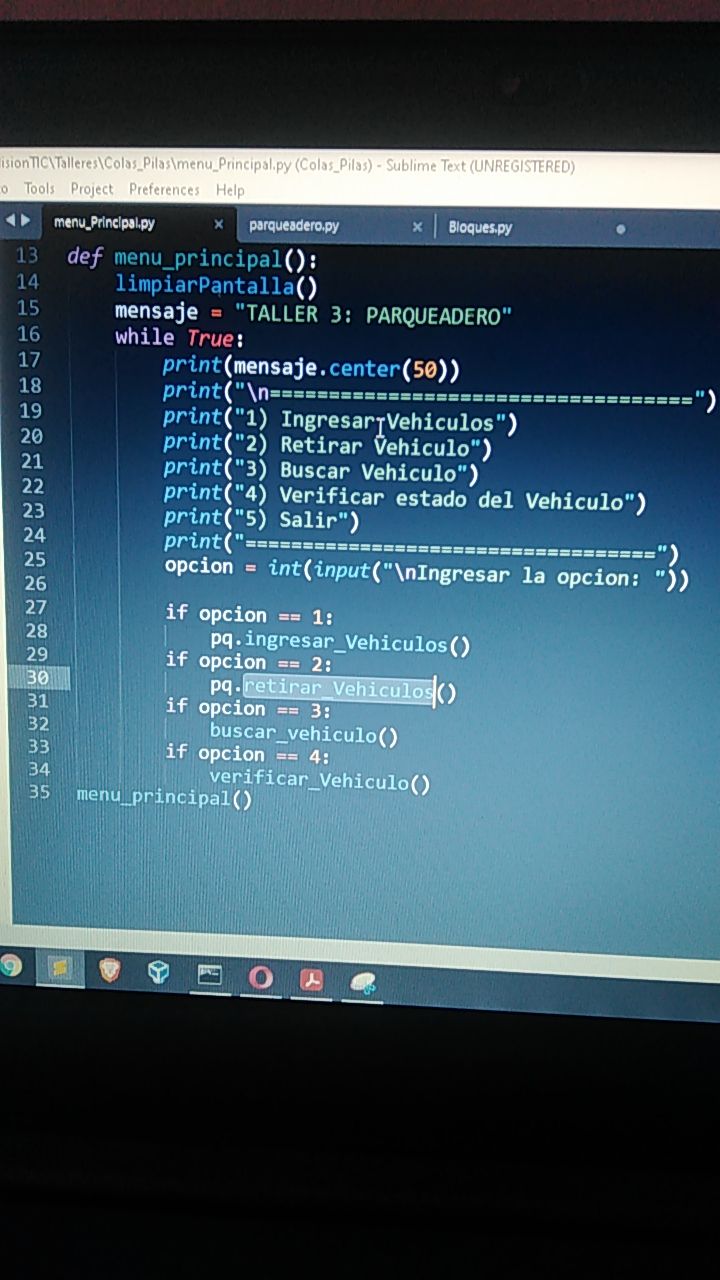 isionTIC\Talleres\Colas_Pilas\menu_Principal.py (Colas_Pilas) - Sublime Text (UNREGISTERED)
o Tools Project Preferences Help
menu_Principal.py × parqueadero.py × Bloques.py
13 def menu_principal():
14 limpiarPantalla()
15 mensaje = "TALLER 3: PARQUEADERO"
16 while True:
17 print(mensaje.center(50))
18 print("\n=====================================")
19 print("1) Ingresar Vehiculos")
20 print("2) Retirar Vehiculo")
21 print("3) Buscar Vehiculo")
22 print("4) Verificar estado del Vehiculo")
23 print("5) Salir")
24 print("=====================================")
25 opcion = int(input("\nIngresar la opcion: "))
26
27 if opcion == 1:
28 pq.ingresar_Vehiculos()
29 if opcion == 2:
30 pq.retirar_Vehiculos()
31 if opcion == 3:
32 buscar_vehiculo()
33 if opcion == 4:
34 verificar_Vehiculo()
35 menu_principal()